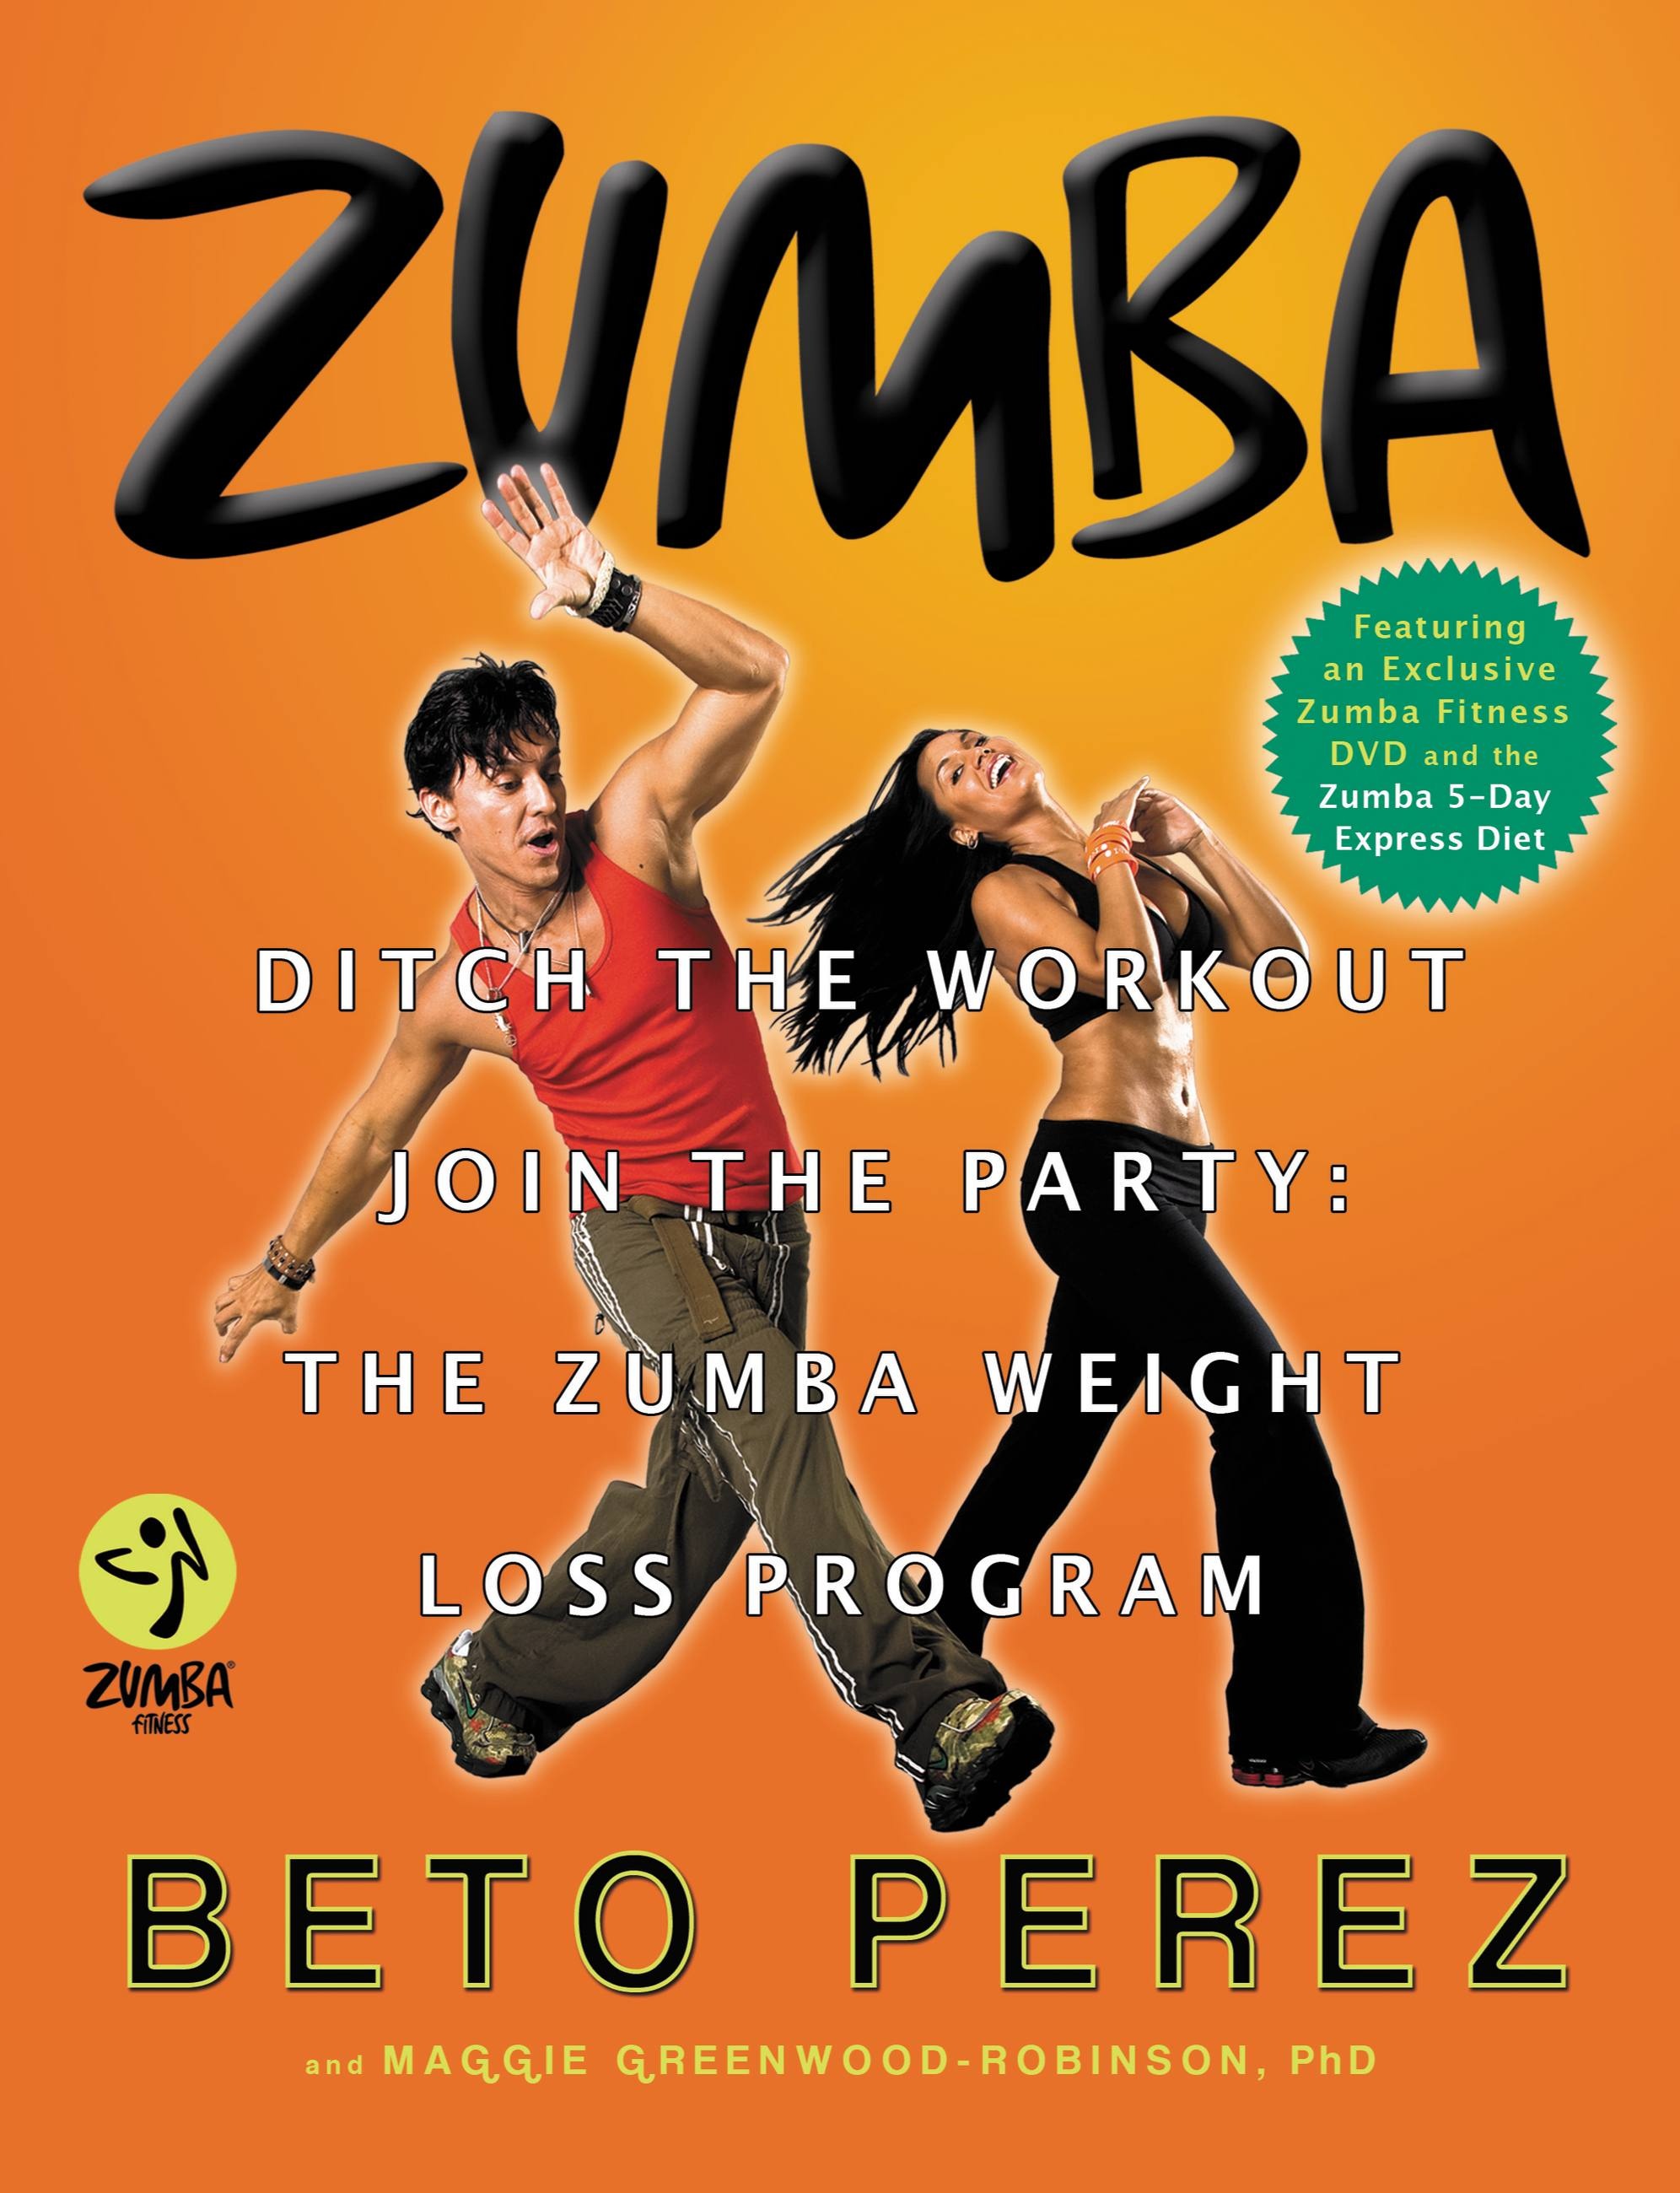 ZUMBA
Featuring
an Exclusive
Zumba Fitness
DVD and the
Zumba 5-Day
Express Diet
DITCH THE WORKOUT
JOIN THE PARTY:
THE ZUMBA WEIGHT
LOSS PROGRAM
ZUMBA®
FITNESS
BETO PEREZ
and MAGGIE GREENWOOD-ROBINSON, PhD